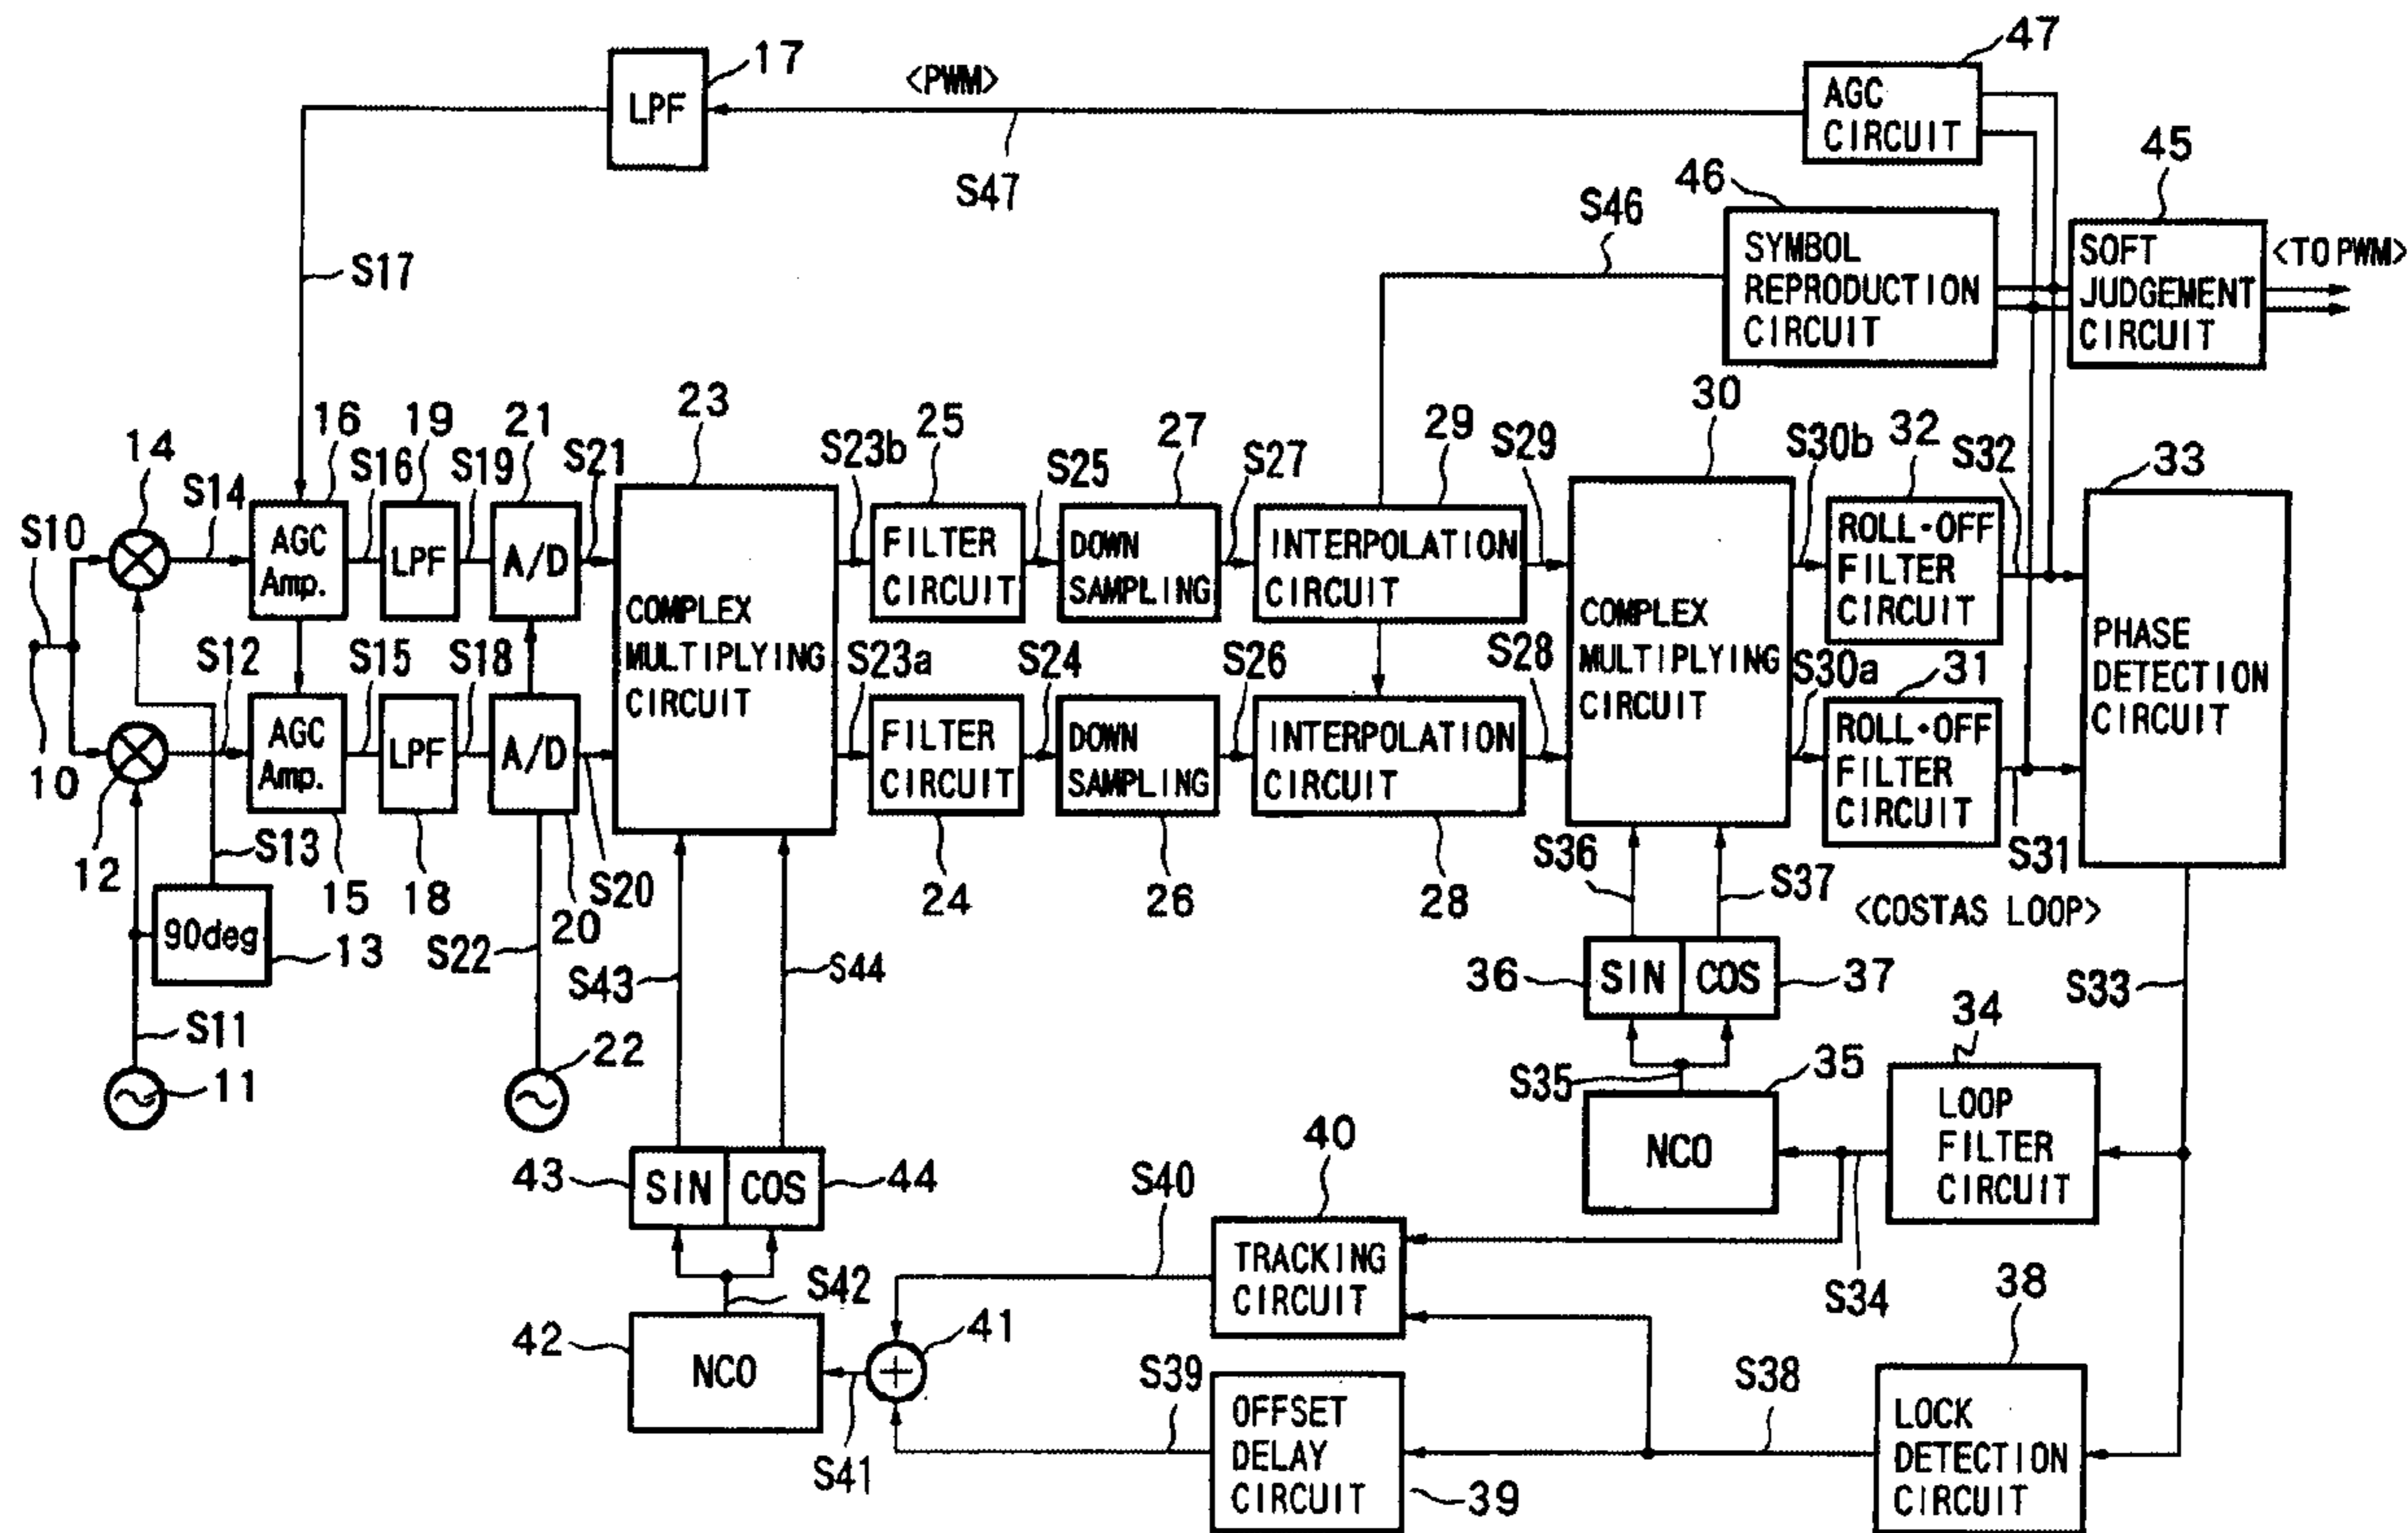 17
<PWM>
47
LPF
AGC
CIRCUIT
S47
46
45
S46
S17
SYMBOL
REPRODUCTION
CIRCUIT
SOFT
JUDGEMENT
CIRCUIT
<TO PWM>
14
16
19
21
23
25
27
29
30
32
33
S10
S14
S16
S19
S21
S23b
S25
S27
S29
S30b
S32
AGC
Amp.
LPF
A/D
COMPLEX
MULTIPLYING
CIRCUIT
FILTER
CIRCUIT
DOWN
SAMPLING
INTERPOLATION
CIRCUIT
COMPLEX
MULTIPLYING
CIRCUIT
ROLL·OFF
FILTER
CIRCUIT
PHASE
DETECTION
CIRCUIT
10
S12
S15
S18
S23a
S24
S26
S28
S30a
31
AGC
Amp.
LPF
A/D
FILTER
CIRCUIT
DOWN
SAMPLING
INTERPOLATION
CIRCUIT
ROLL·OFF
FILTER
CIRCUIT
12
S13
15
18
20
S20
24
26
28
S36
S37
S31
<COSTAS LOOP>
90deg
13
S22
S43
S44
36
SIN
COS
37
S33
S11
11
22
34
S35
35
LOOP
FILTER
CIRCUIT
NCO
43
SIN
COS
44
40
S40
TRACKING
CIRCUIT
S34
38
S42
42
NCO
41
S41
S39
OFFSET
DELAY
CIRCUIT
39
S38
LOCK
DETECTION
CIRCUIT